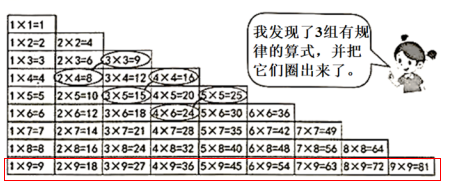 我发现了3组有规
律的算式，并把
它们圈出来了。
1×1=1
1×2=2 2×2=4
1×3=3 2×3=6 3×3=9
1×4=4 2×4=8 3×4=12 4×4=16
1×5=5 2×5=10 3×5=15 4×5=20 5×5=25
1×6=6 2×6=12 3×6=18 4×6=24 5×6=30 6×6=36
1×7=7 2×7=14 3×7=21 4×7=28 5×7=35 6×7=42 7×7=49
1×8=8 2×8=16 3×8=24 4×8=32 5×8=40 6×8=48 7×8=56 8×8=64
1×9=9 2×9=18 3×9=27 4×9=36 5×9=45 6×9=54 7×9=63 8×9=72 9×9=81